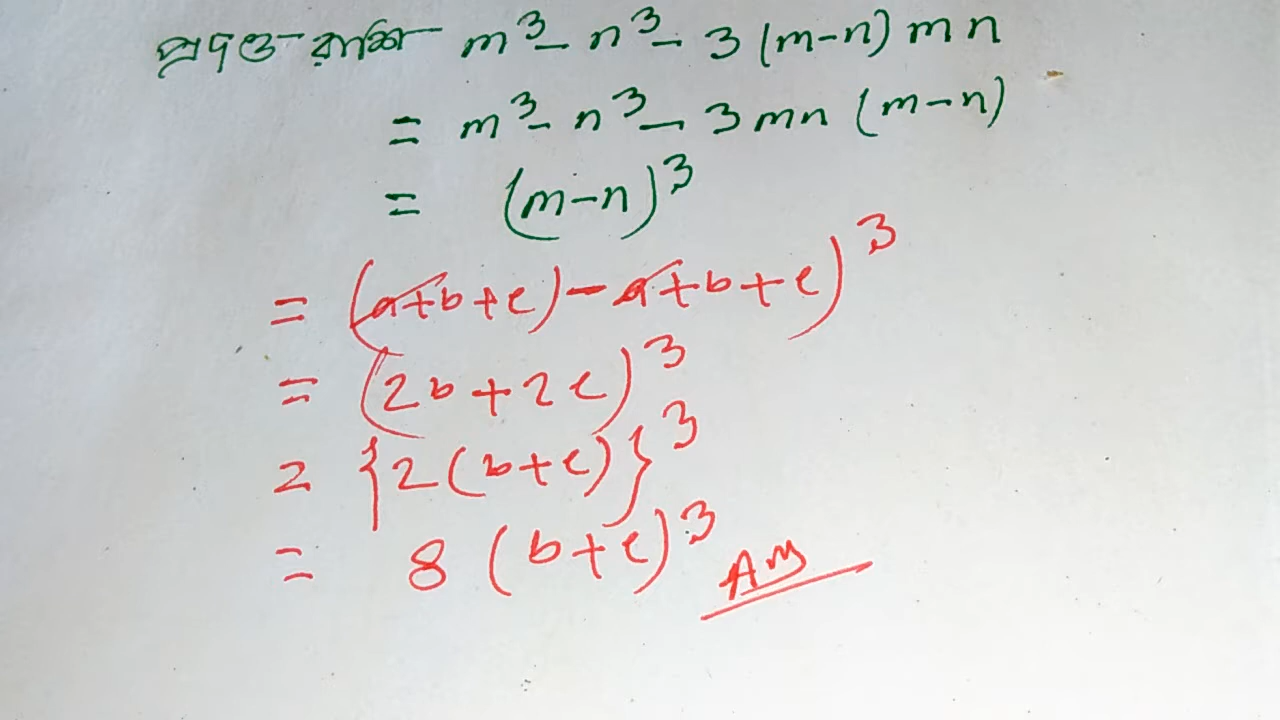 প্রদত্ত রাশি m³ - n³ - 3 (m-n) mn
= m³ - n³ - 3mn (m-n)
= (m-n)³
= (a+b+c) - a+b+c)³
= (2b+2c)³
= {2(b+c)}³
= 8 (b+c)³ Ans